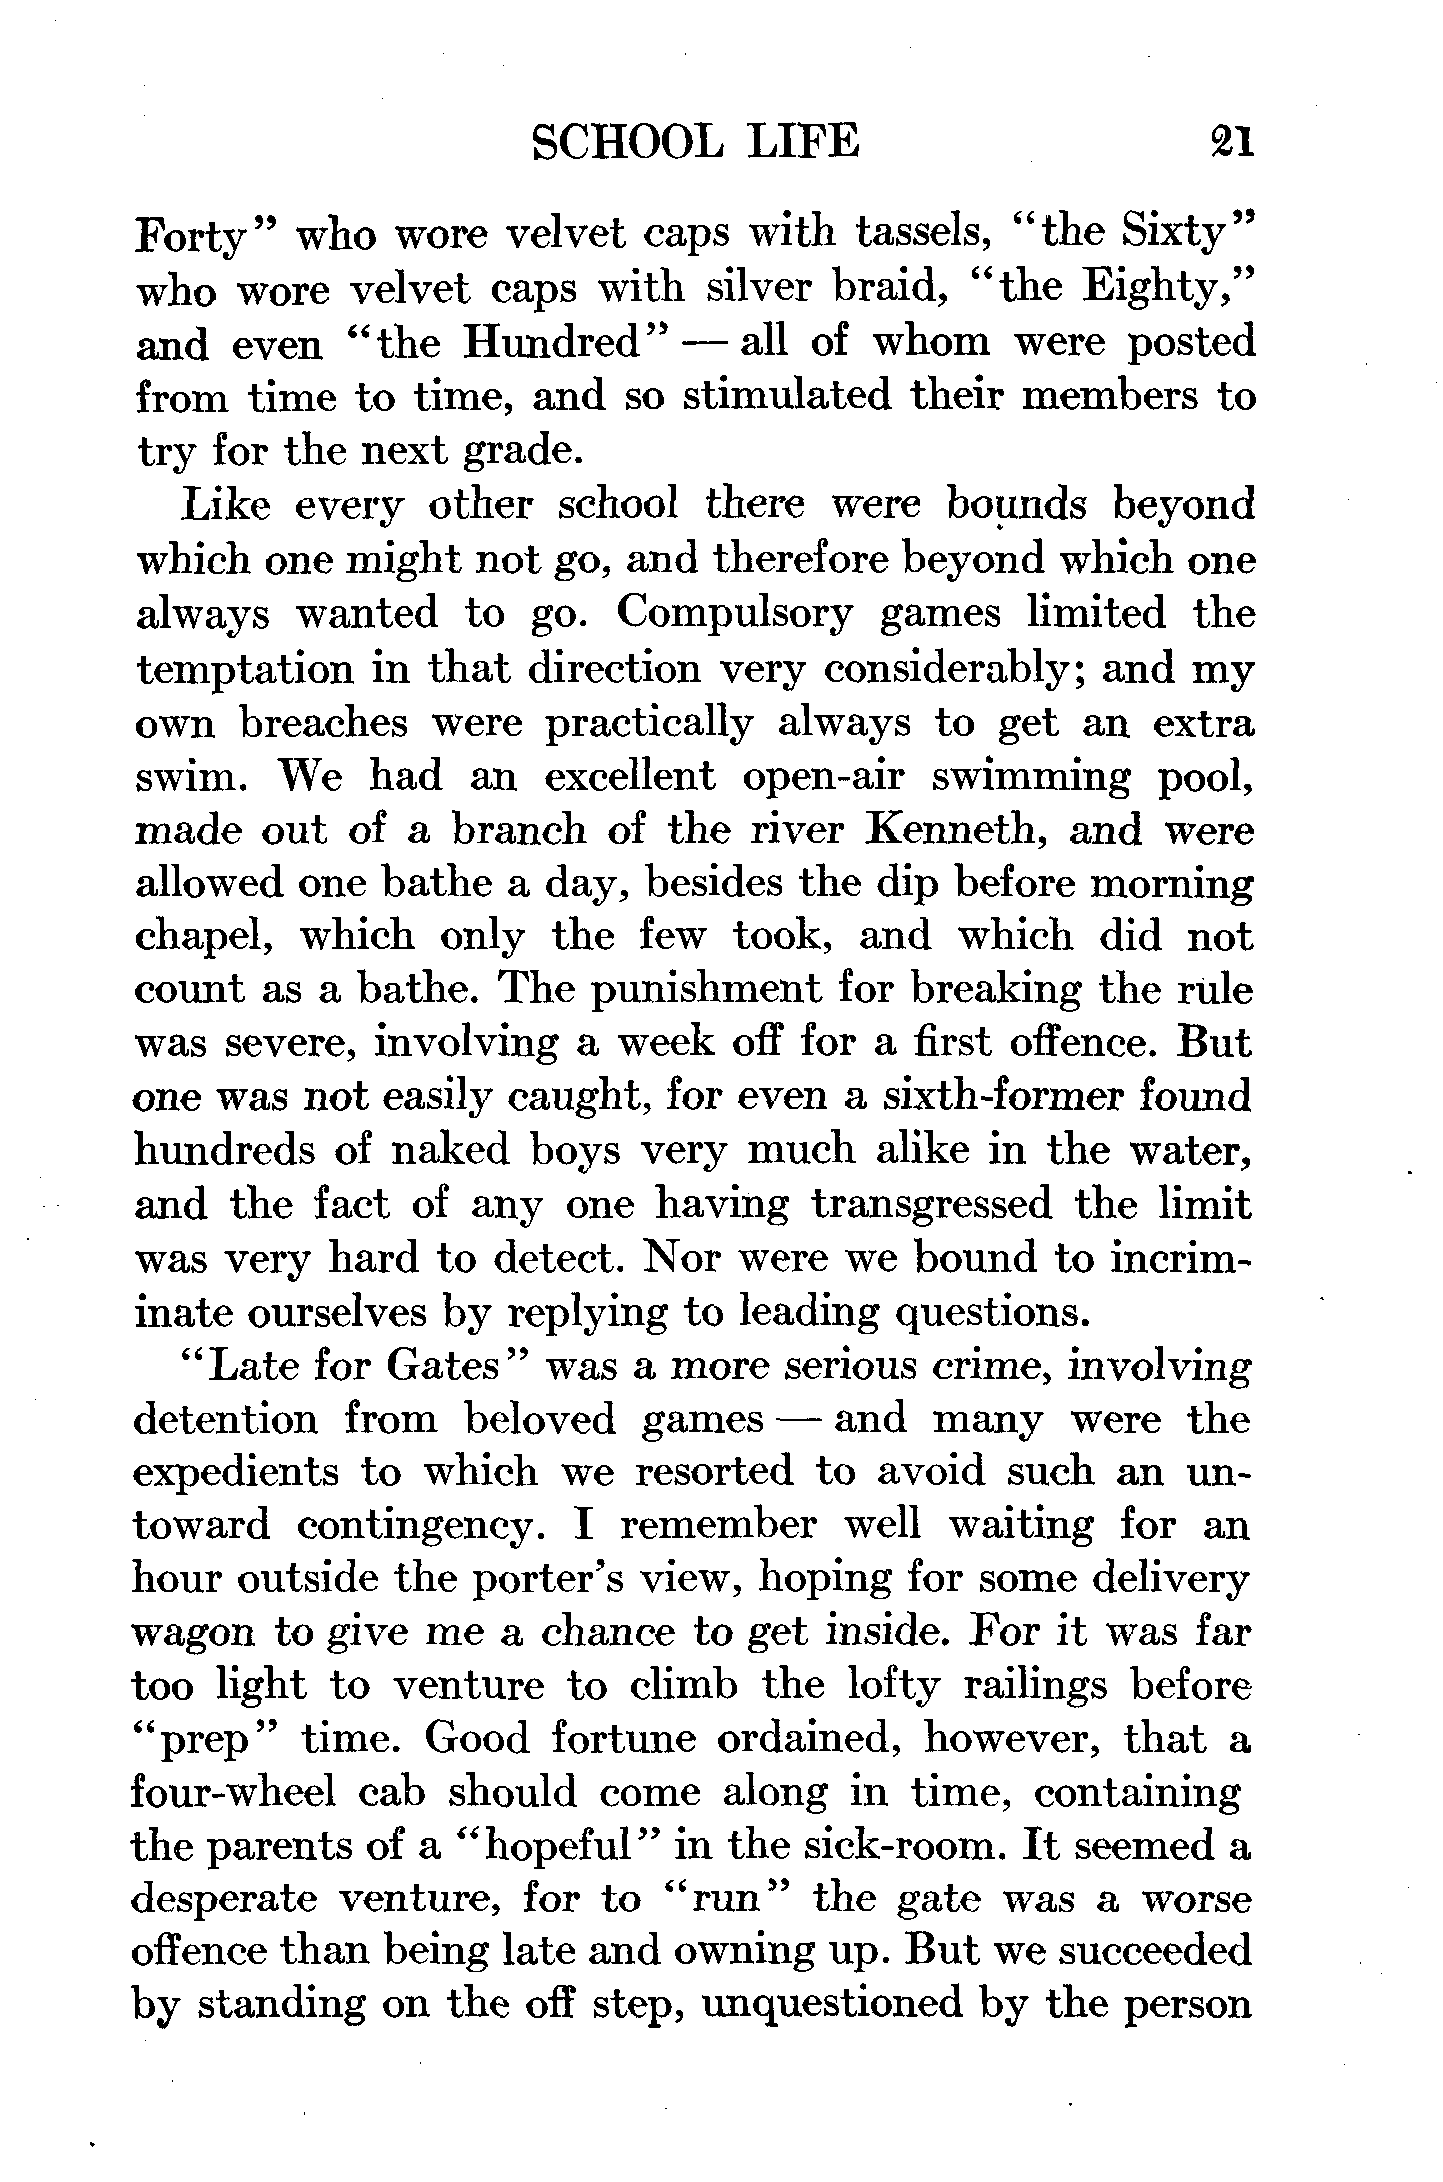 SCHOOL LIFE 21
Forty" who wore velvet caps with tassels, "the Sixty"
who wore velvet caps with silver braid, "the Eighty,"
and even "the Hundred" — all of whom were posted
from time to time, and so stimulated their members to
try for the next grade.
Like every other school there were bounds beyond
which one might not go, and therefore beyond which one
always wanted to go. Compulsory games limited the
temptation in that direction very considerably; and my
own breaches were practically always to get an extra
swim. We had an excellent open-air swimming pool,
made out of a branch of the river Kenneth, and were
allowed one bathe a day, besides the dip before morning
chapel, which only the few took, and which did not
count as a bathe. The punishment for breaking the rule
was severe, involving a week off for a first offence. But
one was not easily caught, for even a sixth-former found
hundreds of naked boys very much alike in the water,
and the fact of any one having transgressed the limit
was very hard to detect. Nor were we bound to incrim-
inate ourselves by replying to leading questions.
"Late for Gates" was a more serious crime, involving
detention from beloved games — and many were the
expedients to which we resorted to avoid such an un-
toward contingency. I remember well waiting for an
hour outside the porter's view, hoping for some delivery
wagon to give me a chance to get inside. For it was far
too light to venture to climb the lofty railings before
"prep" time. Good fortune ordained, however, that a
four-wheel cab should come along in time, containing
the parents of a "hopeful" in the sick-room. It seemed a
desperate venture, for to "run" the gate was a worse
offence than being late and owning up. But we succeeded
by standing on the off step, unquestioned by the person